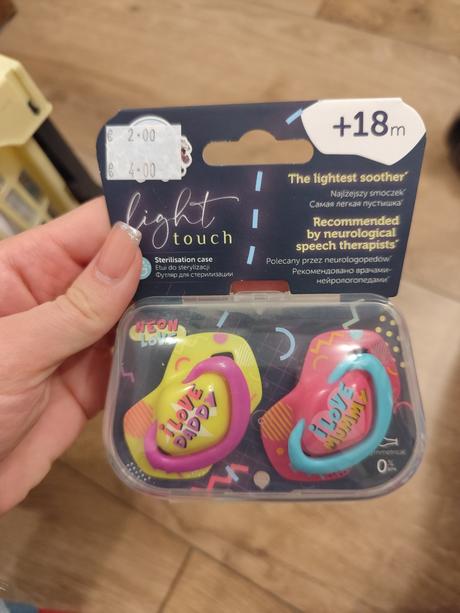 € 2.00
€ 4.00
+18m
light
touch
The lightest soother*
Najlżejszy smoczek*
Самая легкая пустышка*
Recommended
by neurological
speech therapists*
Polecany przez neurologopedów*
Рекомендовано врачами-
нейрологопедами*
Sterilisation case
Etui do sterylizacji
Футляр для стерилизации
NEON
LOVE
I LOVE
DADDY
I LOVE
MUMMY
0%